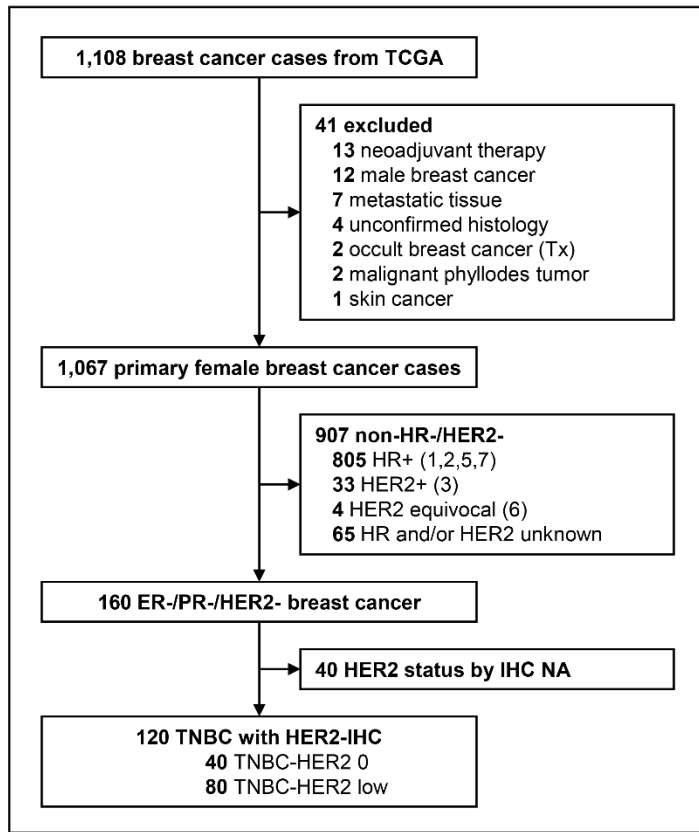 1,108 breast cancer cases from TCGA
41 excluded
13 neoadjuvant therapy
12 male breast cancer
7 metastatic tissue
4 unconfirmed histology
2 occult breast cancer (Tx)
2 malignant phyllodes tumor
1 skin cancer
1,067 primary female breast cancer cases
907 non-HR-/HER2-
805 HR+ (1,2,5,7)
33 HER2+ (3)
4 HER2 equivocal (6)
65 HR and/or HER2 unknown
160 ER-/PR-/HER2- breast cancer
40 HER2 status by IHC NA
120 TNBC with HER2-IHC
40 TNBC-HER2 0
80 TNBC-HER2 low